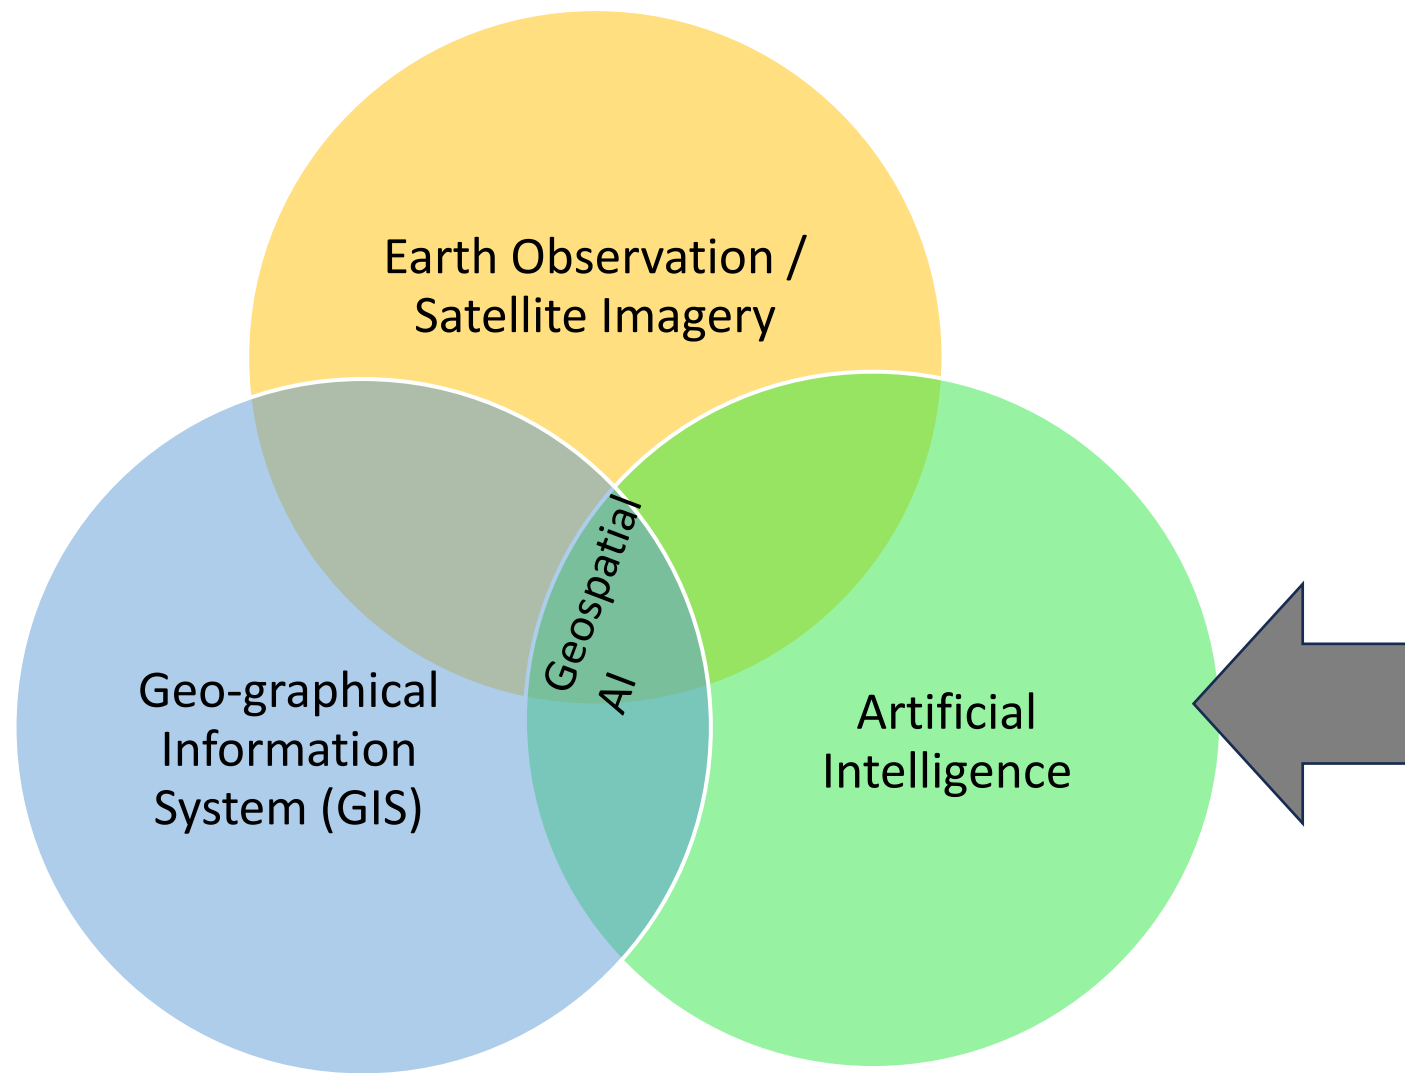 Earth Observation /
Satellite Imagery
Geospatial
AI
Geo-graphical
Information
System (GIS)
Artificial
Intelligence